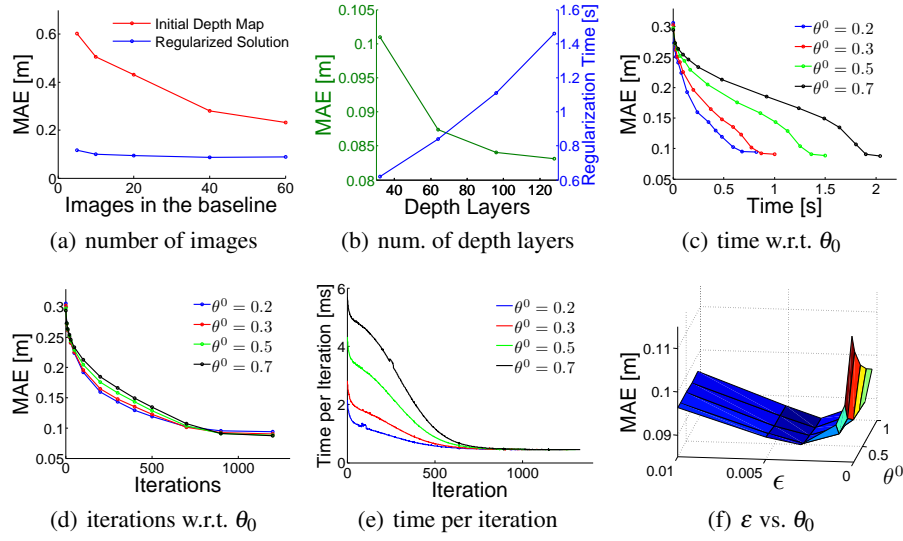 0.6
0.4
0.2
0
MAE [m]
Initial Depth Map
Regularized Solution
0
20
40
60
Images in the baseline
(a) number of images
0.105
0.1
0.095
0.09
0.085
0.08
MAE [m]
1.6
1.4
1.2
1
0.8
0.6
Regularization Time [s]
40
60
80
100
120
Depth Layers
(b) num. of depth layers
0.3
0.25
0.2
0.15
0.1
0.05
MAE [m]
θ⁰ = 0.2
θ⁰ = 0.3
θ⁰ = 0.5
θ⁰ = 0.7
0
0.5
1
1.5
2
Time [s]
(c) time w.r.t. θ₀
0.3
0.25
0.2
0.15
0.1
0.05
MAE [m]
θ⁰ = 0.2
θ⁰ = 0.3
θ⁰ = 0.5
θ⁰ = 0.7
0
500
1000
Iterations
(d) iterations w.r.t. θ₀
6
4
2
0
Time per Iteration [ms]
θ⁰ = 0.2
θ⁰ = 0.3
θ⁰ = 0.5
θ⁰ = 0.7
0
500
1000
Iteration
(e) time per iteration
0.11
0.1
0.09
MAE [m]
0.01
0.005
0
ϵ
1
0.5
0
θ⁰
(f) ε vs. θ₀